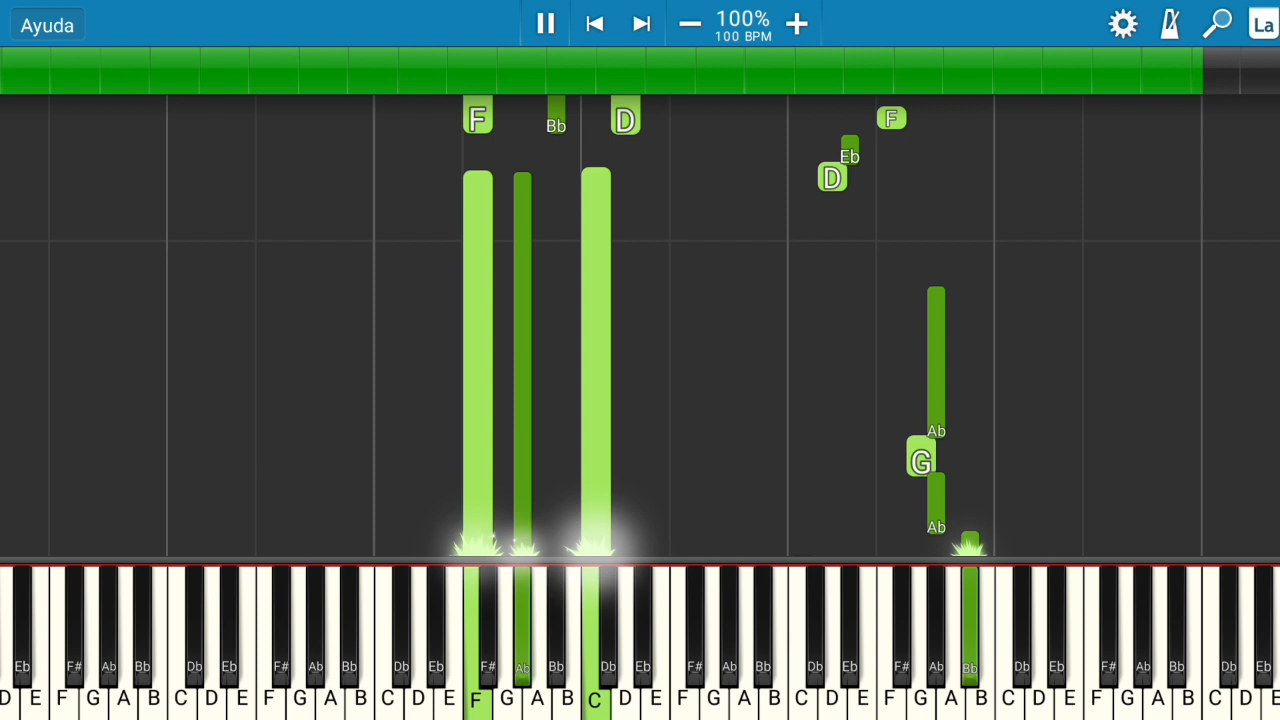 Ayuda
100%
100 BPM
La
F Bb D F
Eb
D
Ab
G
Ab
Eb F# Ab Bb Db Eb F# Ab Bb Db Eb F# Ab Bb Db Eb F# Ab Bb Db Eb F# Ab Bb Db Eb F# Ab Bb Db Eb
D E F G A B C D E F G A B C D E F G A B C D E F G A B C D E F G A B C D E F G A B C D E